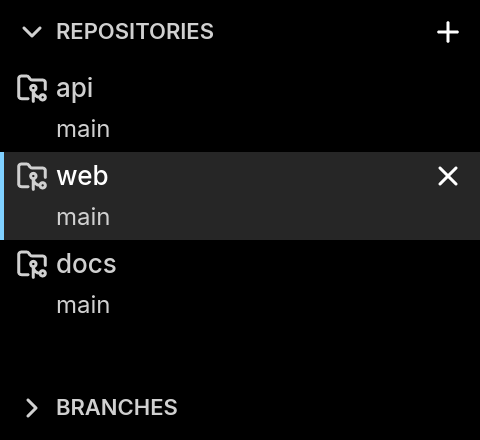 REPOSITORIES
api
main
web
main
docs
main
BRANCHES